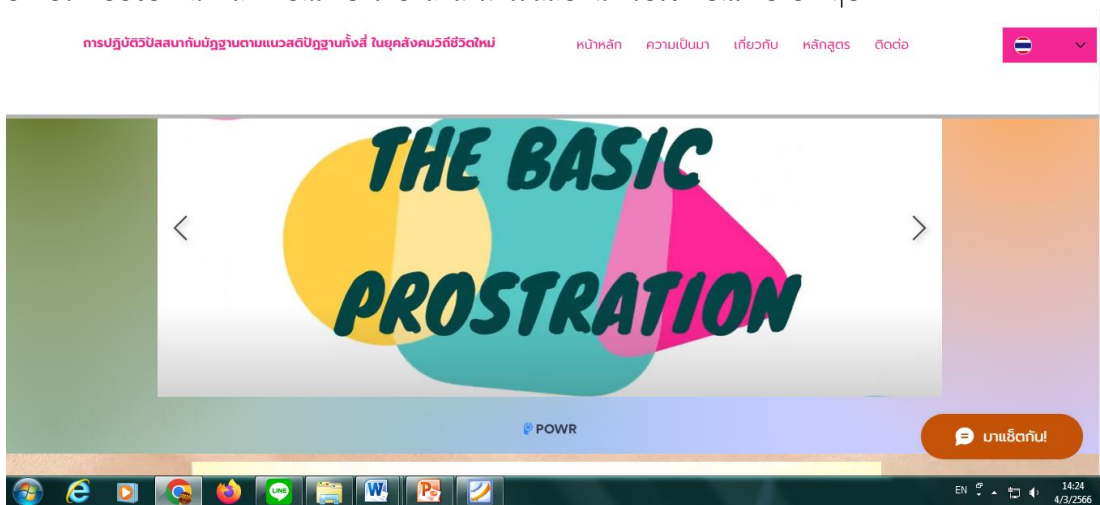 การปฏิบัติวิปัสสนากัมมัฏฐานตามแนวสติปัฏฐานทั้งสี่ ในยุคสังคมวิถีชีวิตใหม่
หน้าหลัก ความเป็นมา เกี่ยวกับ หลักสูตร ติดต่อ
THE BASIC
PROSTRATION
POWR
มาแช็ตกัน!
LINE
EN 14:24
4/3/2566